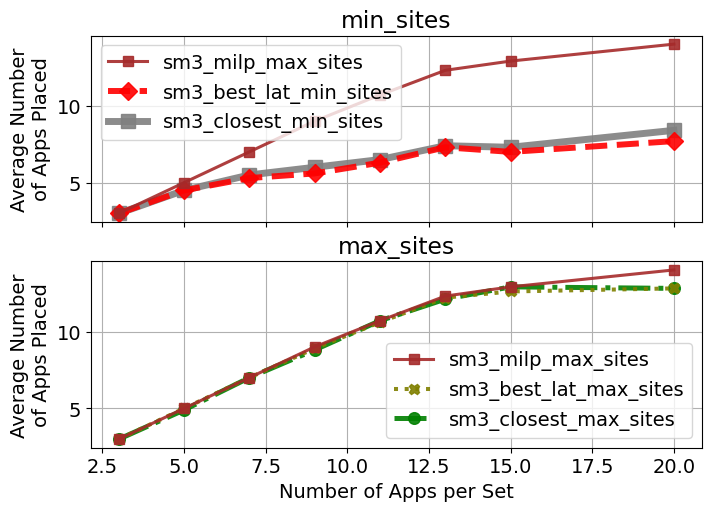 min_sites
Average Number
of Apps Placed
10
5
sm3_milp_max_sites
sm3_best_lat_min_sites
sm3_closest_min_sites
max_sites
Average Number
of Apps Placed
10
5
sm3_milp_max_sites
sm3_best_lat_max_sites
sm3_closest_max_sites
2.5 5.0 7.5 10.0 12.5 15.0 17.5 20.0
Number of Apps per Set